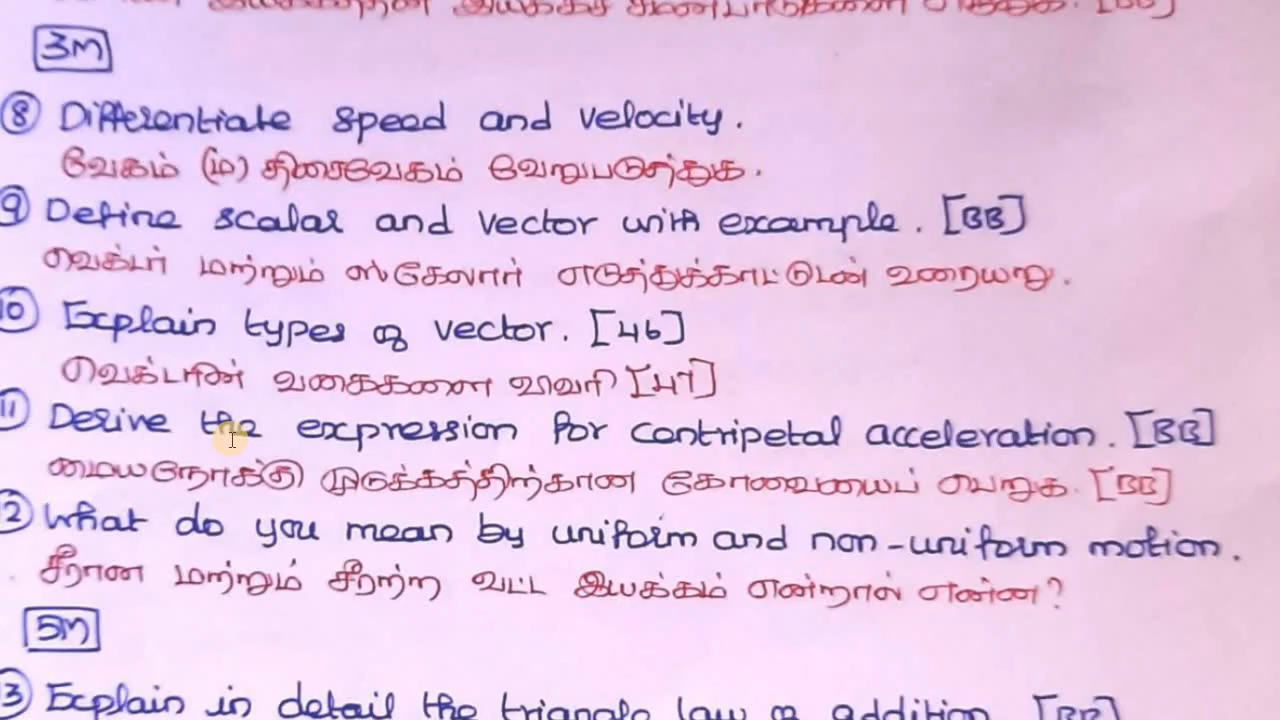 3M
⑧ Differentiate speed and velocity.
வேகம் (ம) திசைவேகம் வேறுபடுத்துக.
⑨ Define scalar and vector with example. [BB]
வெக்டர் மற்றும் ஸ்கேலார் எடுத்துக்காட்டுடன் உறையறு.
10 Explain types of vector. [46]
வெக்டரின் வகைகளை விவரி [47]
11 Derive the expression for centripetal acceleration. [BB]
மையநோக்கு முடுக்கத்திற்கான கோவையைப் பெறுக. [BB]
2 What do you mean by uniform and non-uniform motion.
சீரான மற்றும் சீரற்ற வட்ட இயக்கம் என்றால் என்ன?
5M
3 Explain in detail the triangle law of addition [BB]